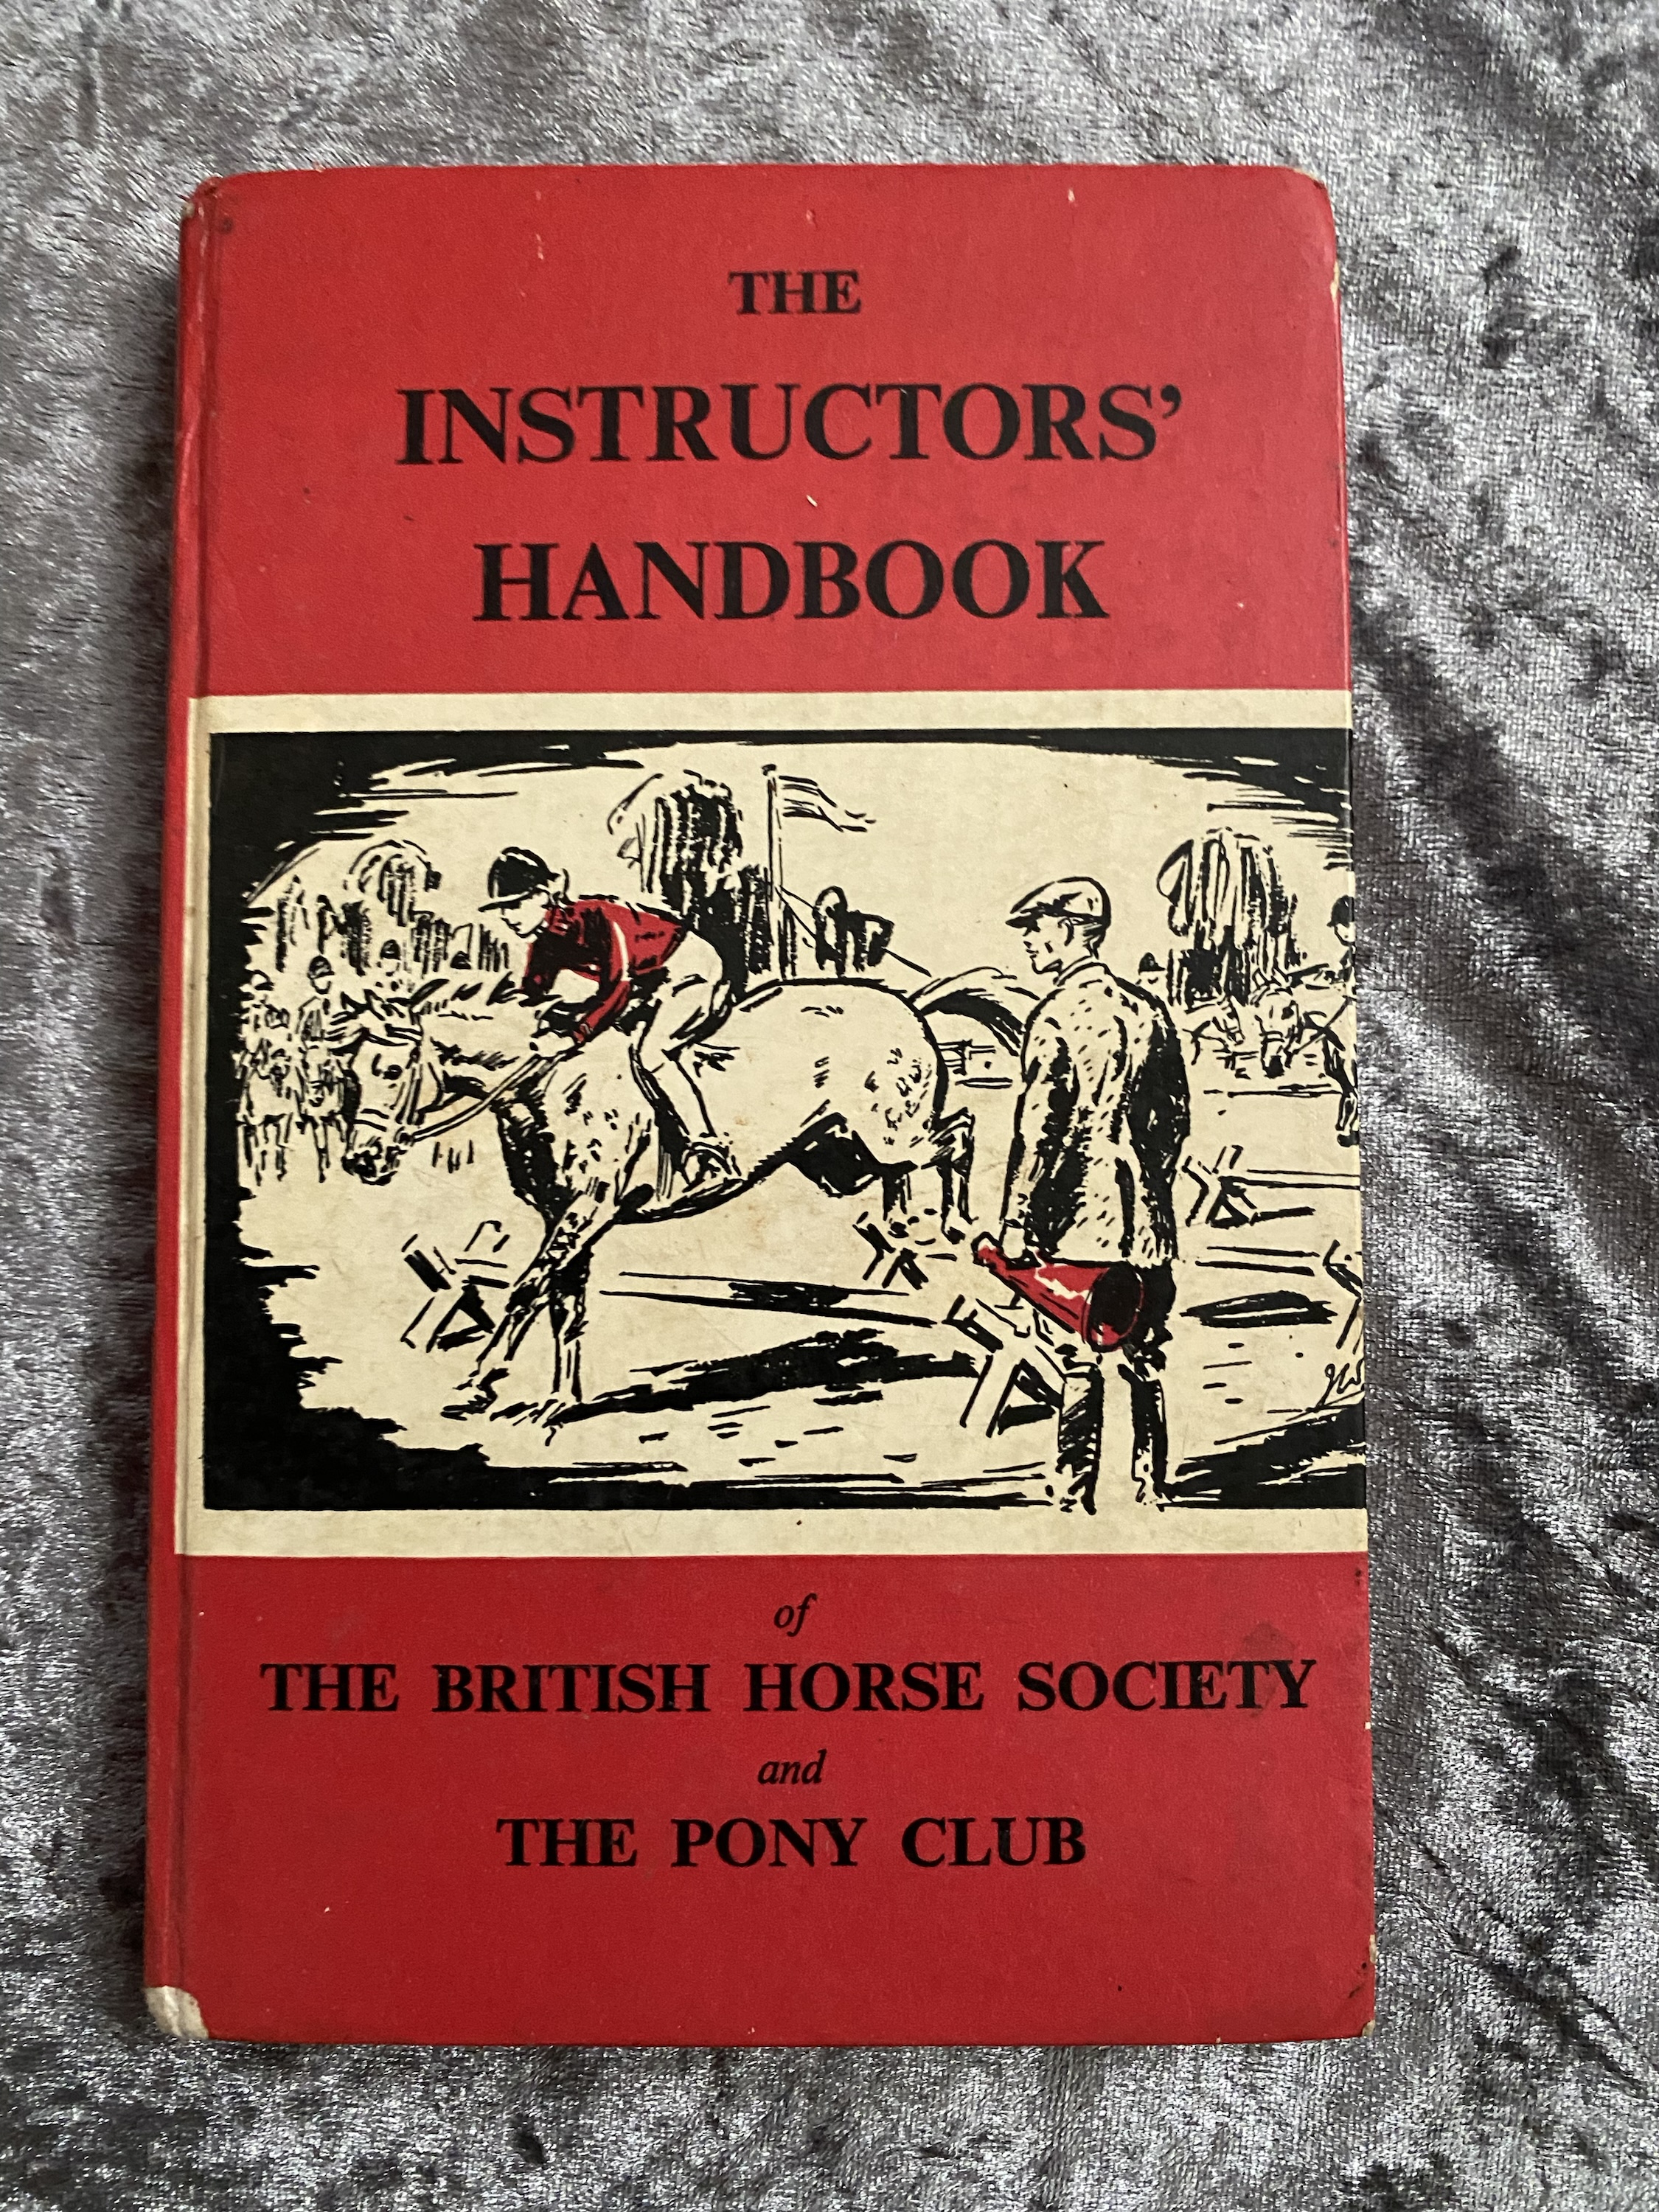 THE
INSTRUCTORS’
HANDBOOK
of
THE BRITISH HORSE SOCIETY
and
THE PONY CLUB